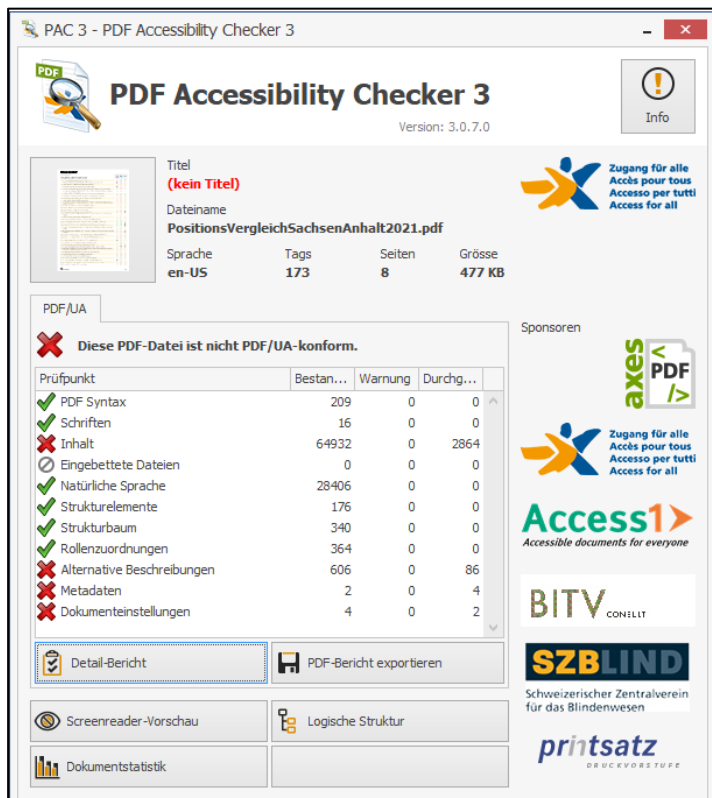 PAC 3 - PDF Accessibility Checker 3
PDF
PDF Accessibility Checker 3
Version: 3.0.7.0
Info
Titel
(kein Titel)
Dateiname
PositionsVergleichSachsenAnhalt2021.pdf
Sprache Tags Seiten Grösse
en-US 173 8 477 KB
Zugang für alle
Accès pour tous
Accesso per tutti
Access for all
PDF/UA
Diese PDF-Datei ist nicht PDF/UA-konform.
Prüfpunkt Bestan... Warnung Durchg...
PDF Syntax 209 0 0
Schriften 16 0 0
Inhalt 64932 0 2864
Eingebettete Dateien 0 0 0
Natürliche Sprache 28406 0 0
Strukturelemente 176 0 0
Strukturbaum 340 0 0
Rollenzuordnungen 364 0 0
Alternative Beschreibungen 606 0 86
Metadaten 2 0 4
Dokumenteinstellungen 4 0 2
Detail-Bericht
PDF-Bericht exportieren
Screenreader-Vorschau
Logische Struktur
Dokumentstatistik
Sponsoren
axes
<
PDF
/>
Zugang für alle
Accès pour tous
Accesso per tutti
Access for all
Access1
Accessible documents for everyone
BITV CONSULT
SZBLIND
Schweizerischer Zentralverein
für das Blindenwesen
printsatz
DRUCKVORSTUFE